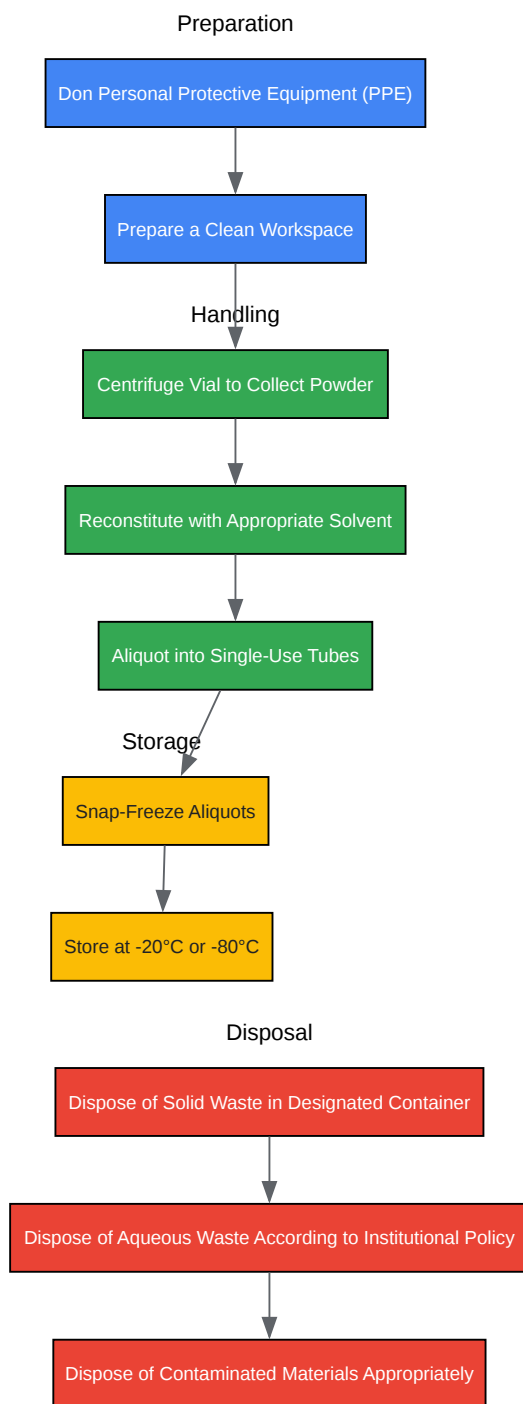 Preparation
Don Personal Protective Equipment (PPE)
Prepare a Clean Workspace
Handling
Centrifuge Vial to Collect Powder
Reconstitute with Appropriate Solvent
Aliquot into Single-Use Tubes
Storage
Snap-Freeze Aliquots
Store at -20°C or -80°C
Disposal
Dispose of Solid Waste in Designated Container
Dispose of Aqueous Waste According to Institutional Policy
Dispose of Contaminated Materials Appropriately